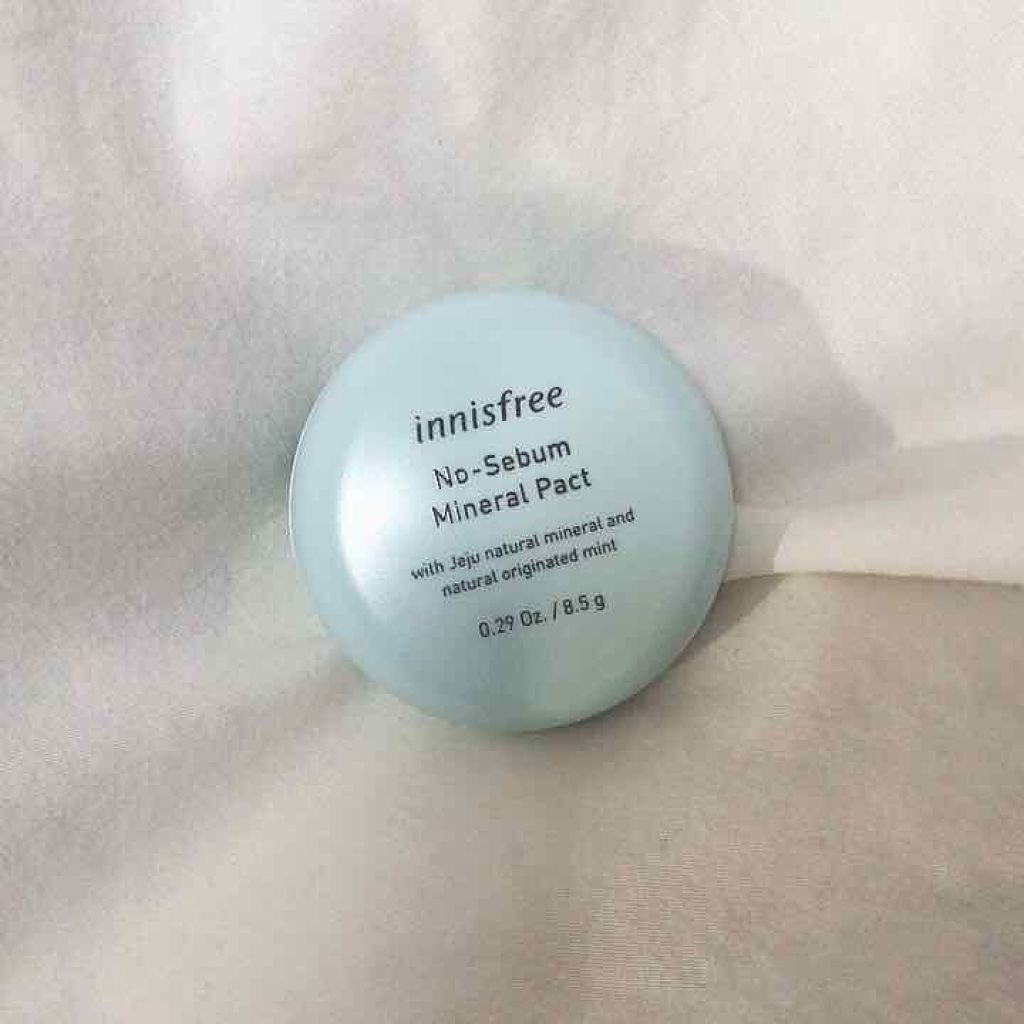 innisfree
No-Sebum
Mineral Pact
with Jeju natural mineral and
natural originated mint
0.29 Oz. / 8.5 g